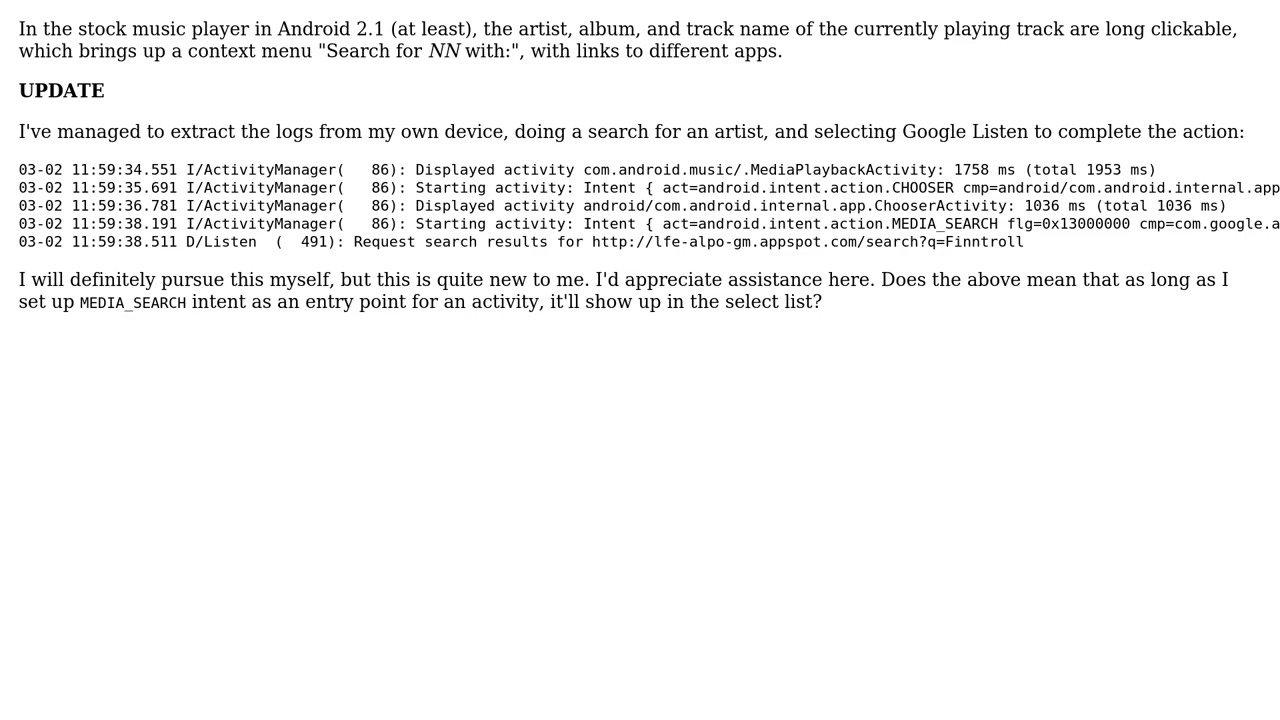 In the stock music player in Android 2.1 (at least), the artist, album, and track name of the currently playing track are long clickable,
which brings up a context menu "Search for NN with:", with links to different apps.
UPDATE
I've managed to extract the logs from my own device, doing a search for an artist, and selecting Google Listen to complete the action:
03-02 11:59:34.551 I/ActivityManager(   86): Displayed activity com.android.music/.MediaPlaybackActivity: 1758 ms (total 1953 ms)
03-02 11:59:35.691 I/ActivityManager(   86): Starting activity: Intent { act=android.intent.action.CHOOSER cmp=android/com.android.internal.app
03-02 11:59:36.781 I/ActivityManager(   86): Displayed activity android/com.android.internal.app.ChooserActivity: 1036 ms (total 1036 ms)
03-02 11:59:38.191 I/ActivityManager(   86): Starting activity: Intent { act=android.intent.action.MEDIA_SEARCH flg=0x13000000 cmp=com.google.a
03-02 11:59:38.511 D/Listen  (  491): Request search results for http://lfe-alpo-gm.appspot.com/search?q=Finntroll
I will definitely pursue this myself, but this is quite new to me. I'd appreciate assistance here. Does the above mean that as long as I
set up MEDIA_SEARCH intent as an entry point for an activity, it'll show up in the select list?